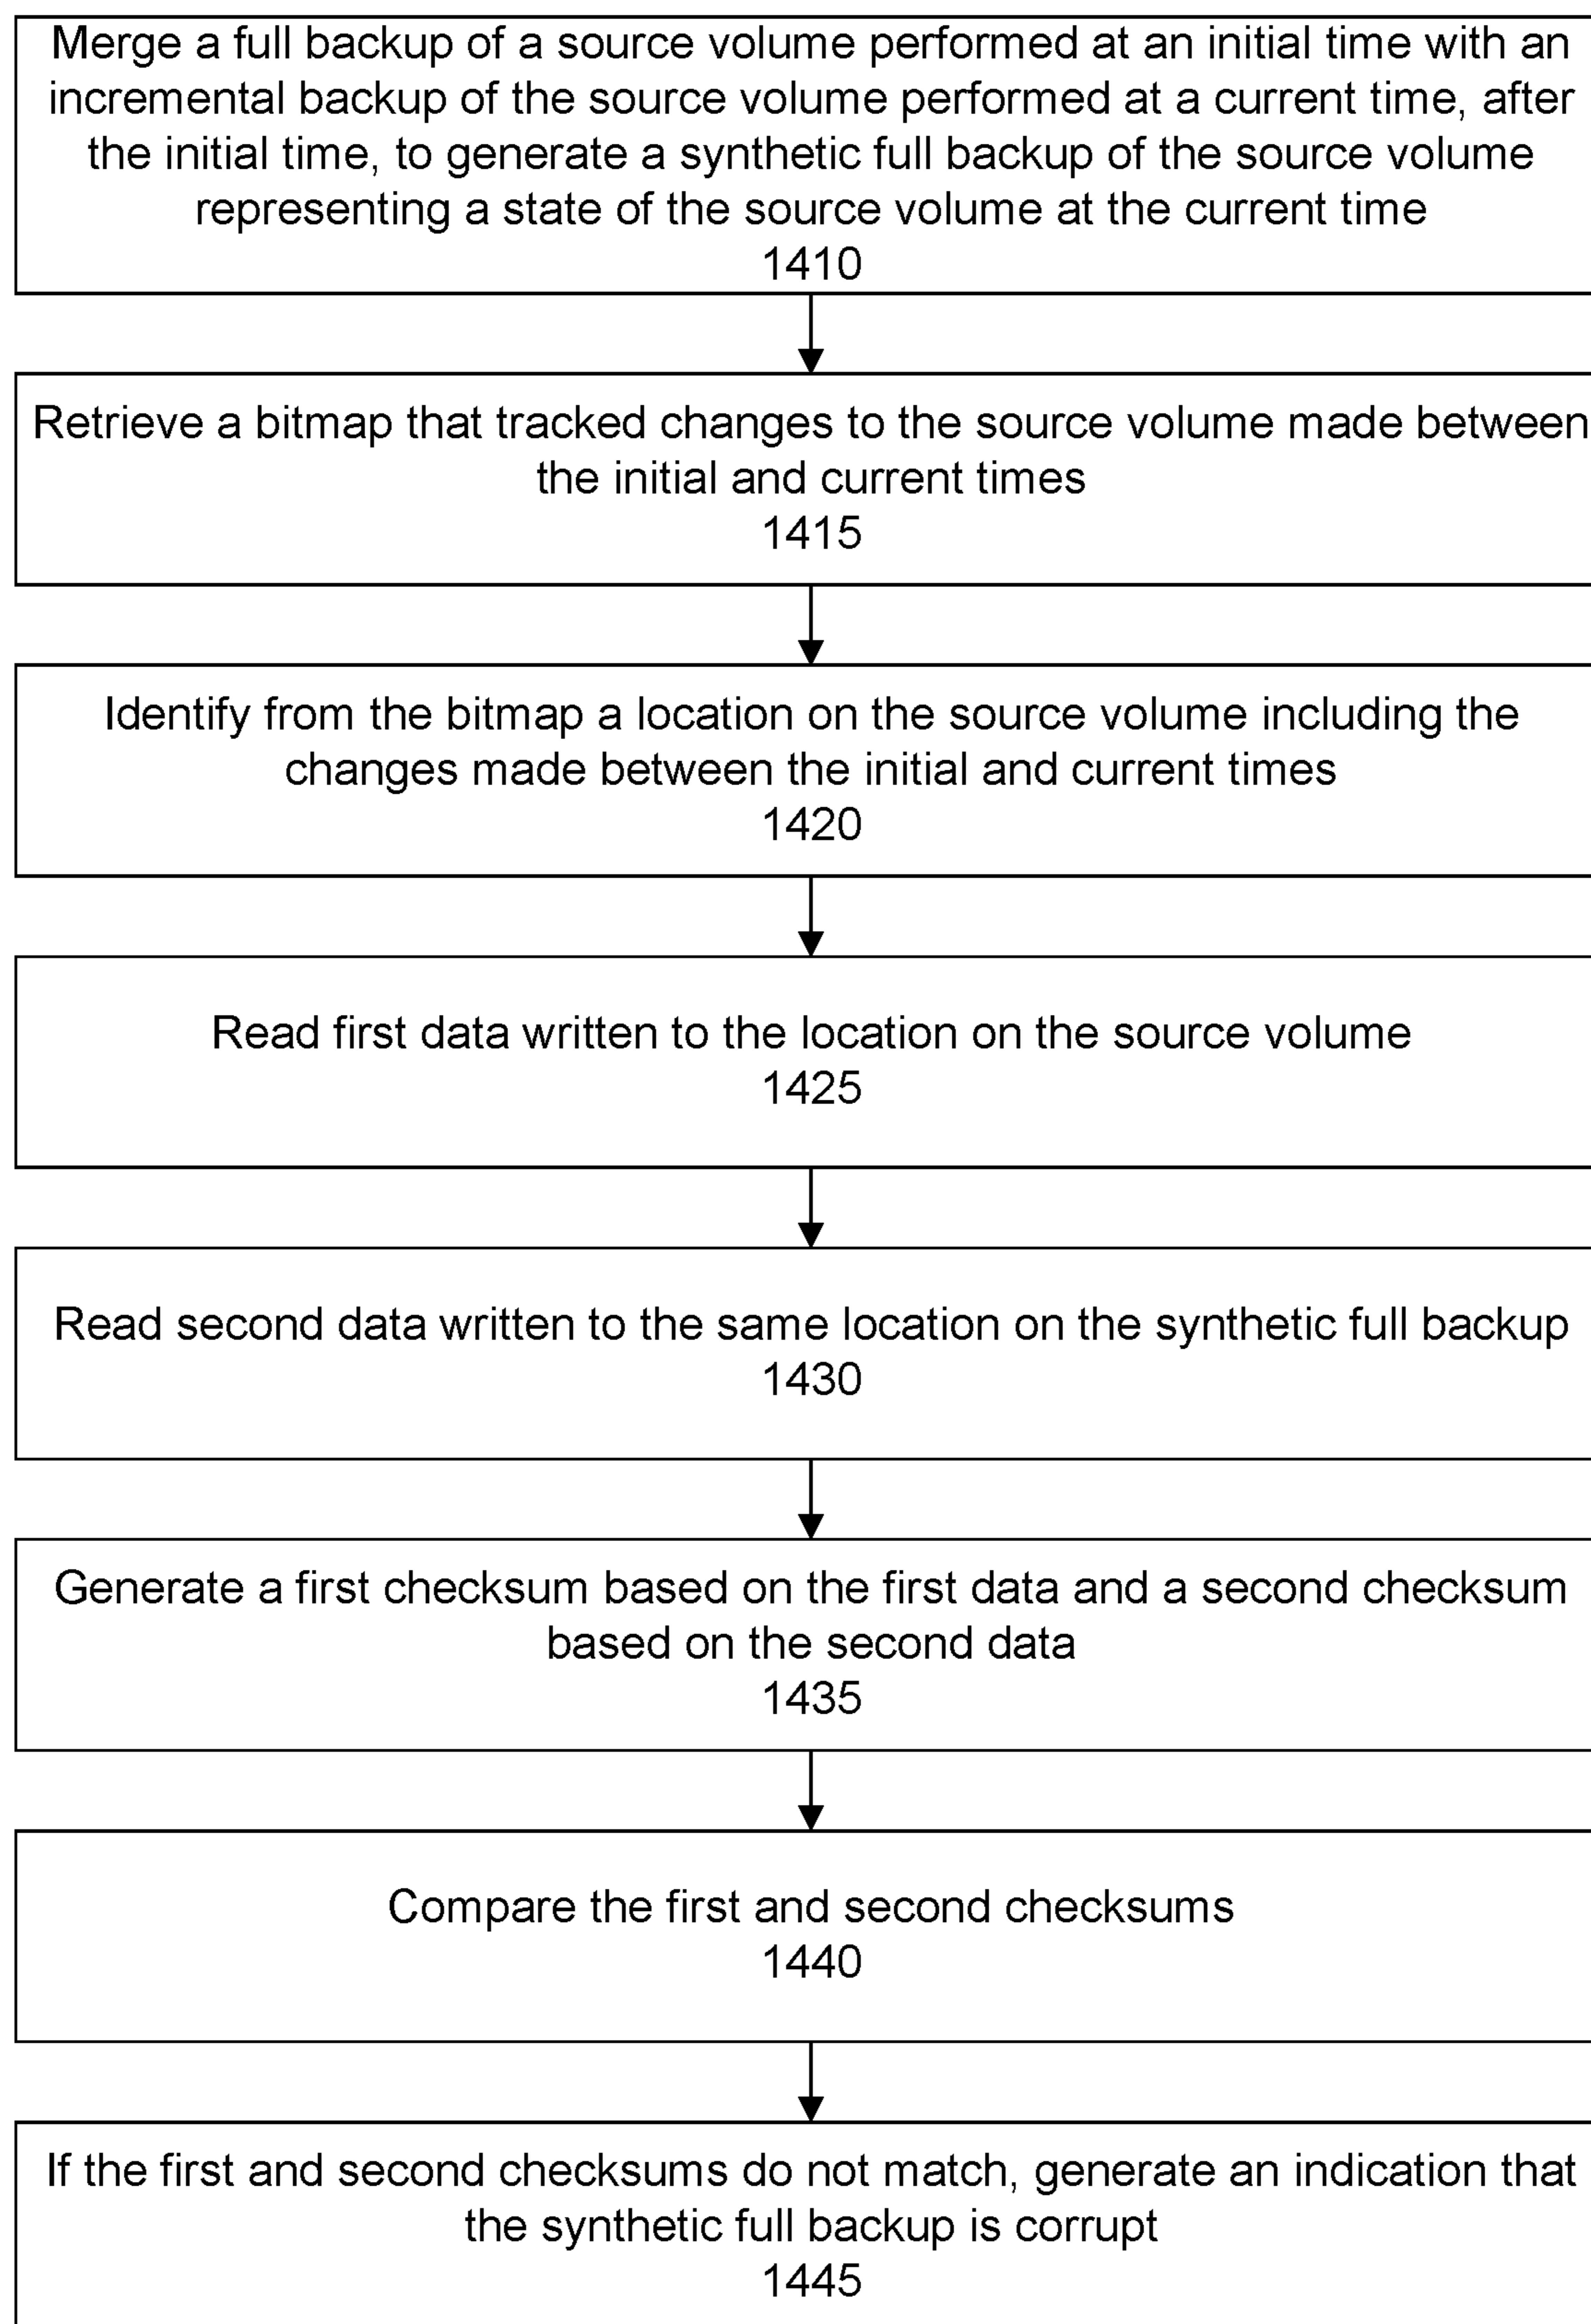 Merge a full backup of a source volume performed at an initial time with an
incremental backup of the source volume performed at a current time, after
the initial time, to generate a synthetic full backup of the source volume
representing a state of the source volume at the current time
1410
Retrieve a bitmap that tracked changes to the source volume made between
the initial and current times
1415
Identify from the bitmap a location on the source volume including the
changes made between the initial and current times
1420
Read first data written to the location on the source volume
1425
Read second data written to the same location on the synthetic full backup
1430
Generate a first checksum based on the first data and a second checksum
based on the second data
1435
Compare the first and second checksums
1440
If the first and second checksums do not match, generate an indication that
the synthetic full backup is corrupt
1445